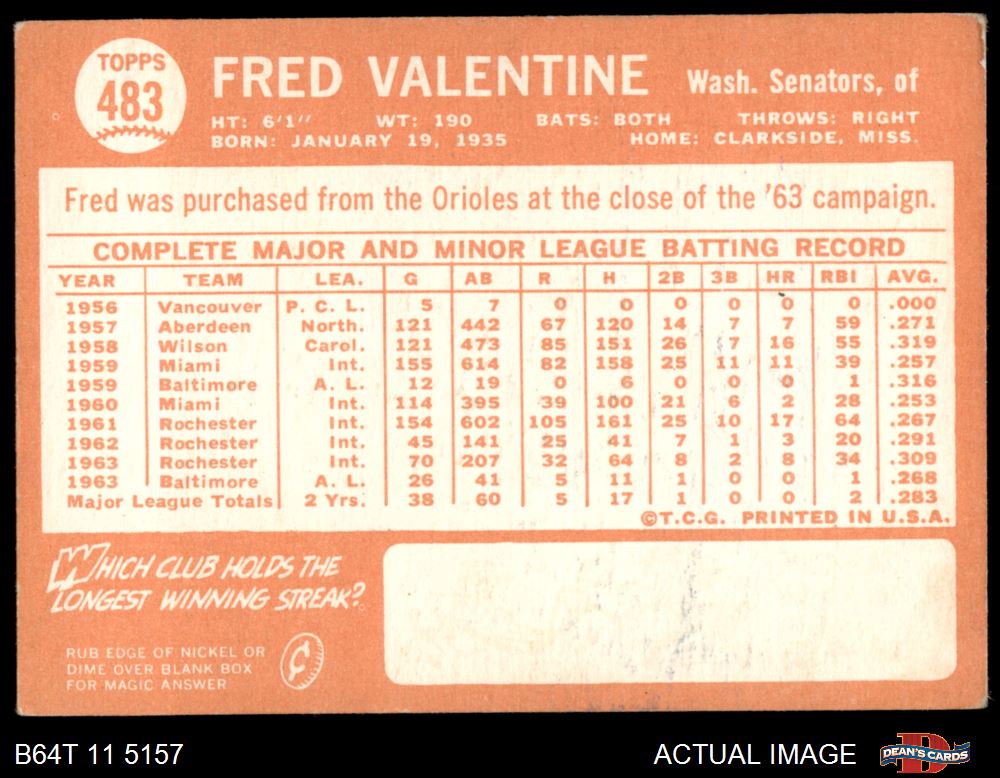 TOPPS
483
FRED VALENTINE Wash. Senators, of
HT: 6'1" WT: 190 BATS: BOTH THROWS: RIGHT
BORN: JANUARY 19, 1935 HOME: CLARKSIDE, MISS.
Fred was purchased from the Orioles at the close of the '63 campaign.
COMPLETE MAJOR AND MINOR LEAGUE BATTING RECORD
YEAR TEAM LEA. G AB R H 2B 3B HR RBI AVG.
1956 Vancouver P. C. L. 5 7 0 0 0 0 0 0 .000
1957 Aberdeen North. 121 442 67 120 14 7 7 59 .271
1958 Wilson Carol. 121 473 85 151 26 7 16 55 .319
1959 Miami Int. 155 614 82 158 25 11 11 39 .257
1959 Baltimore A. L. 12 19 0 6 0 0 0 1 .316
1960 Miami Int. 114 395 39 100 21 6 2 28 .253
1961 Rochester Int. 154 602 105 161 25 10 17 64 .267
1962 Rochester Int. 45 141 25 41 7 1 3 20 .291
1963 Rochester Int. 70 207 32 64 8 2 8 34 .309
1963 Baltimore A. L. 26 41 5 11 1 0 0 1 .268
Major League Totals 2 Yrs. 38 60 5 17 1 0 0 2 .283
©T.C.G. PRINTED IN U.S.A.
WHICH CLUB HOLDS THE
LONGEST WINNING STREAK?
RUB EDGE OF NICKEL OR
DIME OVER BLANK BOX
FOR MAGIC ANSWER
B64T 11 5157
ACTUAL IMAGE
DEAN'S CARDS